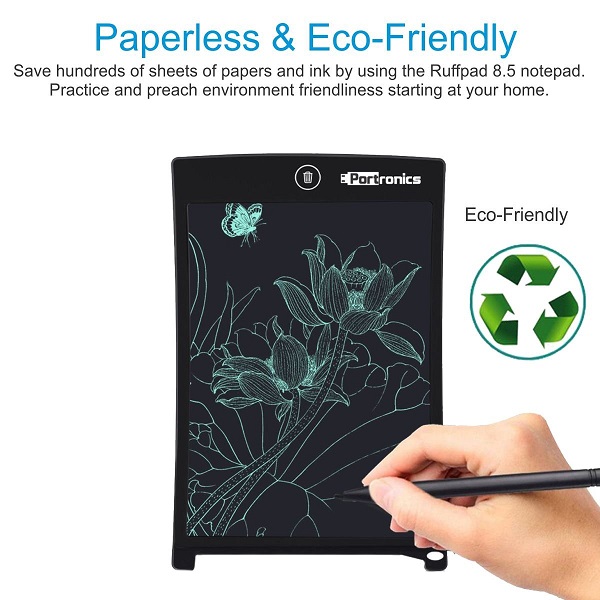 Paperless & Eco-Friendly
Save hundreds of sheets of papers and ink by using the Ruffpad 8.5 notepad.
Practice and preach environment friendliness starting at your home.
Portronics
Eco-Friendly